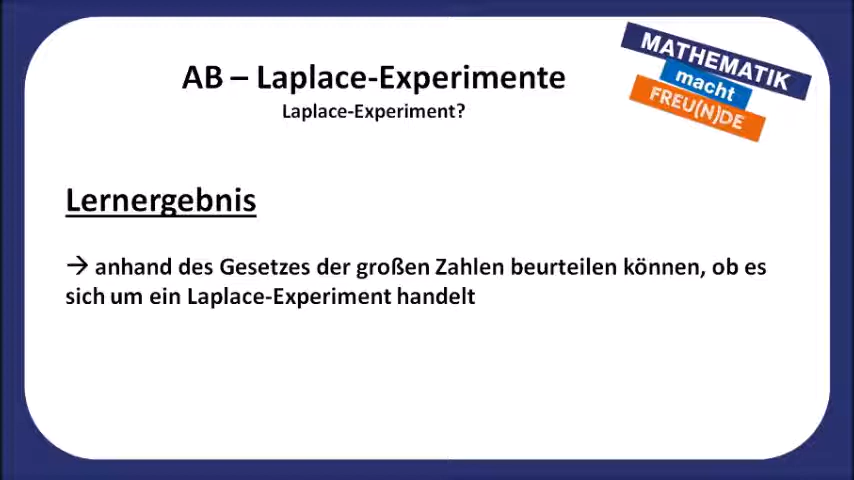 AB – Laplace-Experimente
Laplace-Experiment?
MATHEMATIK
macht
FREU(N)DE
Lernergebnis
→ anhand des Gesetzes der großen Zahlen beurteilen können, ob es
sich um ein Laplace-Experiment handelt